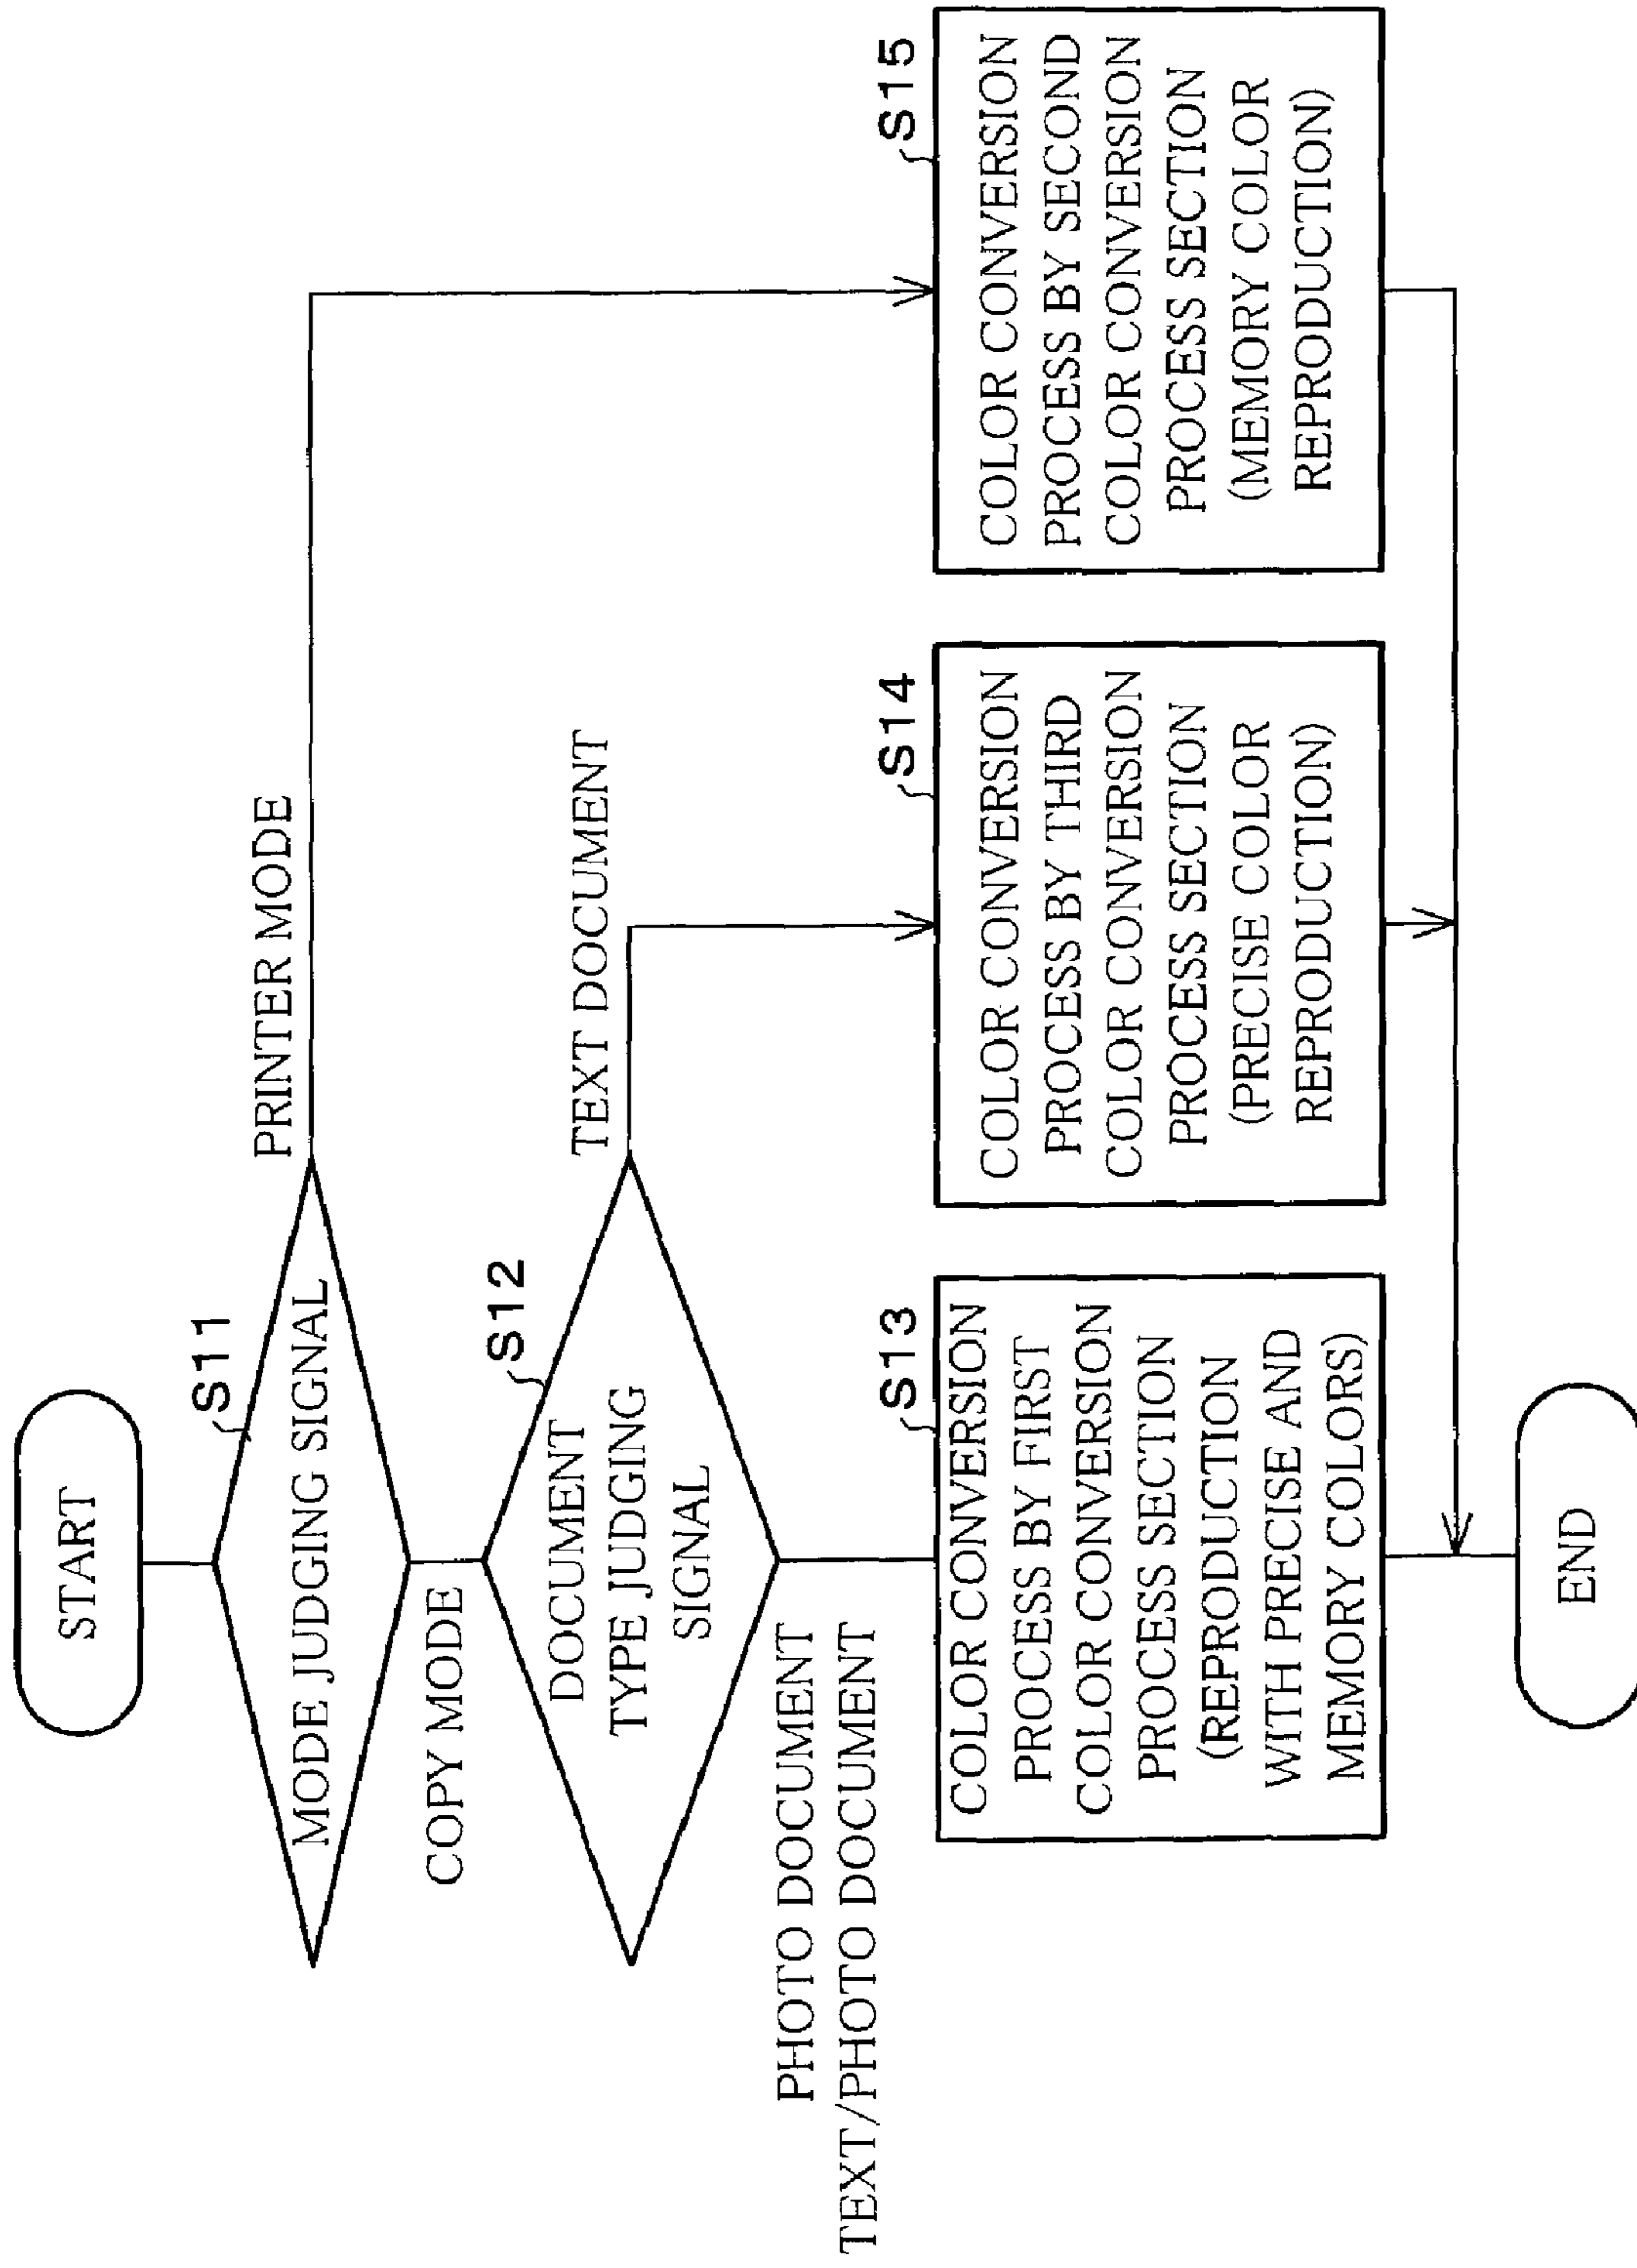 START
S11
MODE JUDGING SIGNAL
PRINTER MODE
COPY MODE
S12
DOCUMENT
TYPE JUDGING
SIGNAL
TEXT DOCUMENT
PHOTO DOCUMENT
TEXT/PHOTO DOCUMENT
S13
COLOR CONVERSION
PROCESS BY FIRST
COLOR CONVERSION
PROCESS SECTION
(REPRODUCTION
WITH PRECISE AND
MEMORY COLORS)
S14
COLOR CONVERSION
PROCESS BY THIRD
COLOR CONVERSION
PROCESS SECTION
(PRECISE COLOR
REPRODUCTION)
S15
COLOR CONVERSION
PROCESS BY SECOND
COLOR CONVERSION
PROCESS SECTION
(MEMORY COLOR
REPRODUCTION)
END